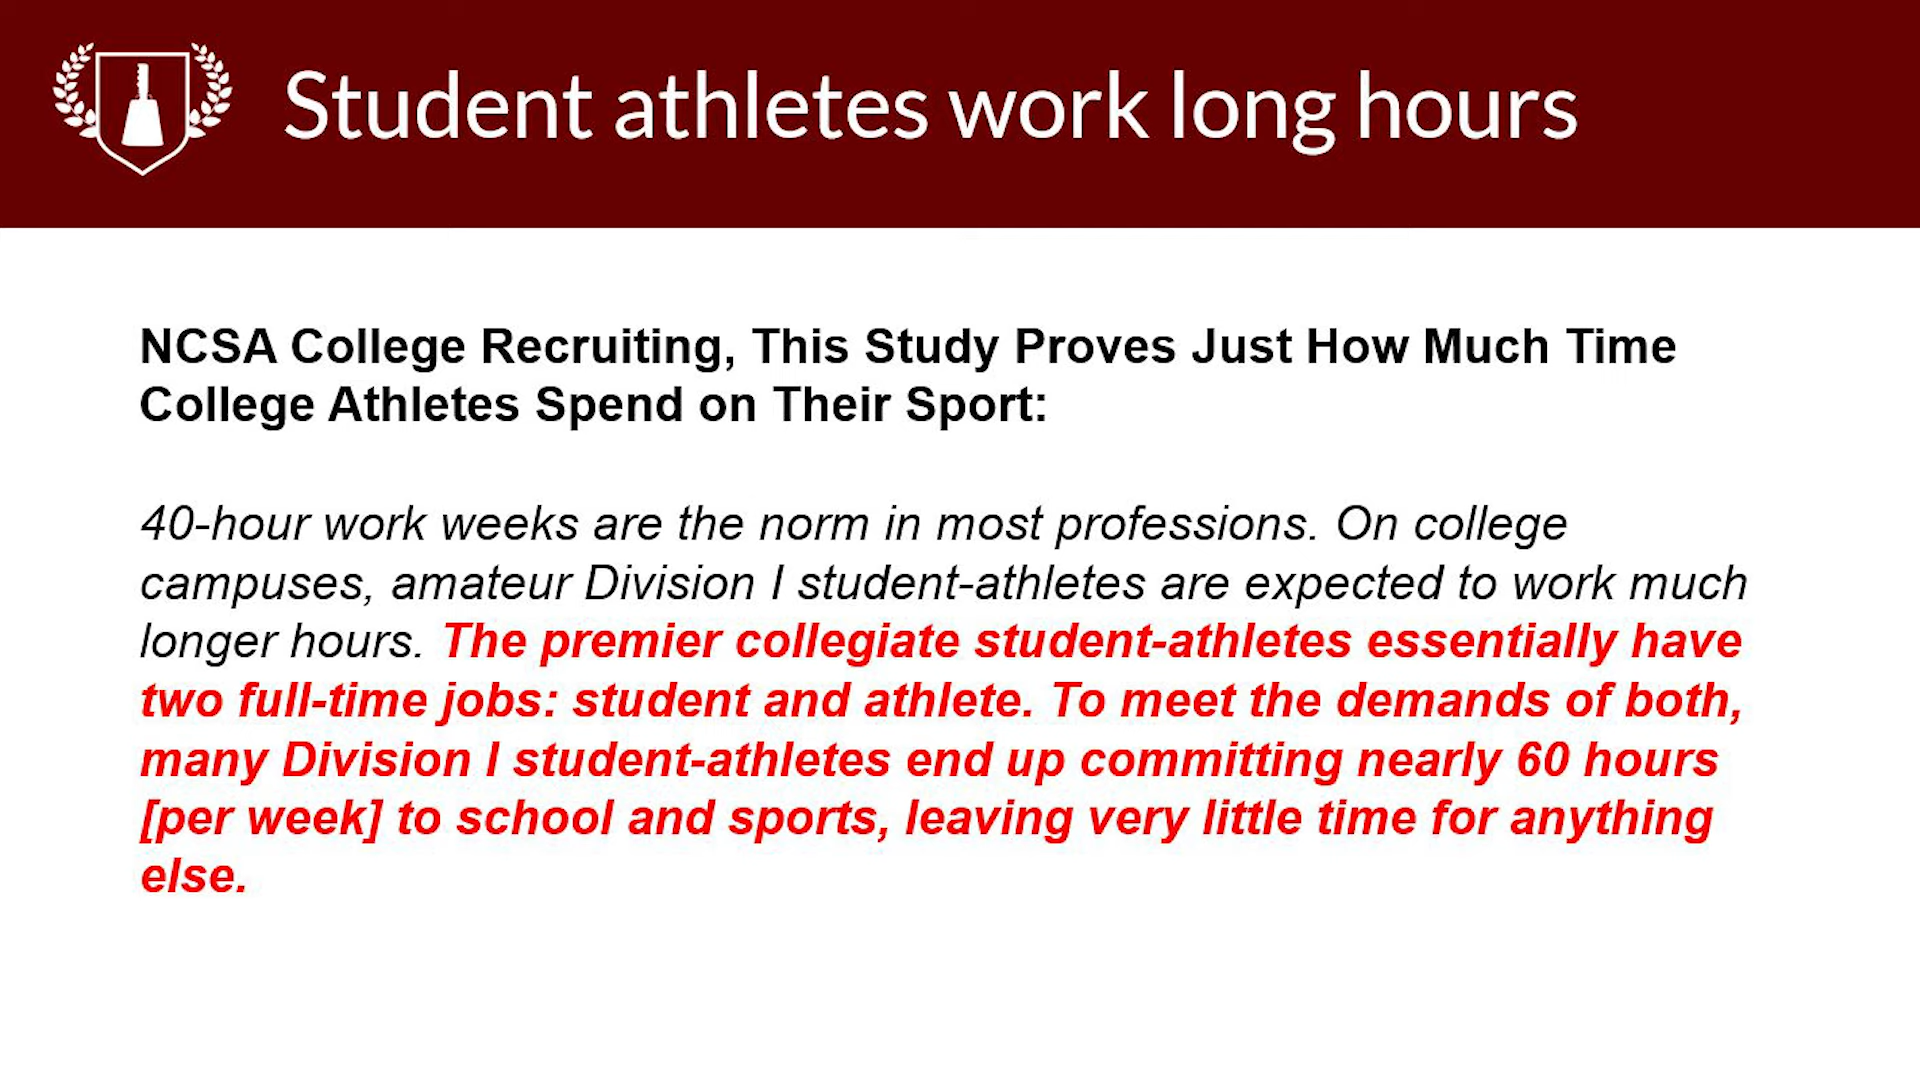 Student athletes work long hours
NCSA College Recruiting, This Study Proves Just How Much Time
College Athletes Spend on Their Sport:
40-hour work weeks are the norm in most professions. On college
campuses, amateur Division I student-athletes are expected to work much
longer hours. The premier collegiate student-athletes essentially have
two full-time jobs: student and athlete. To meet the demands of both,
many Division I student-athletes end up committing nearly 60 hours
[per week] to school and sports, leaving very little time for anything
else.